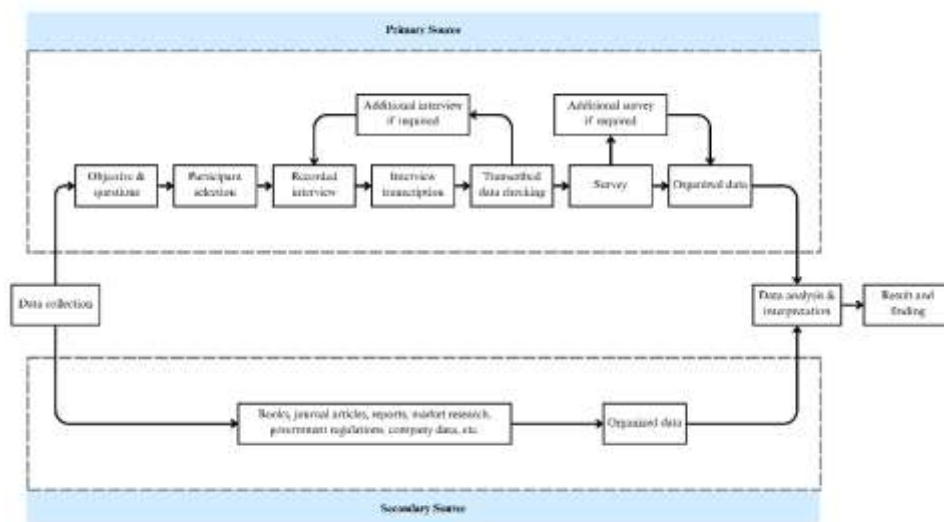 Primary Source
Additional interview
if required
Additional survey
if required
Objective &
questions
Participant
selection
Recorded
interview
Interview
transcription
Transcribed
data checking
Survey
Organized data
Data collection
Data analysis &
interpretation
Result and
finding
Books, journal articles, reports, market research,
government regulations, company data, etc.
Organized data
Secondary Source